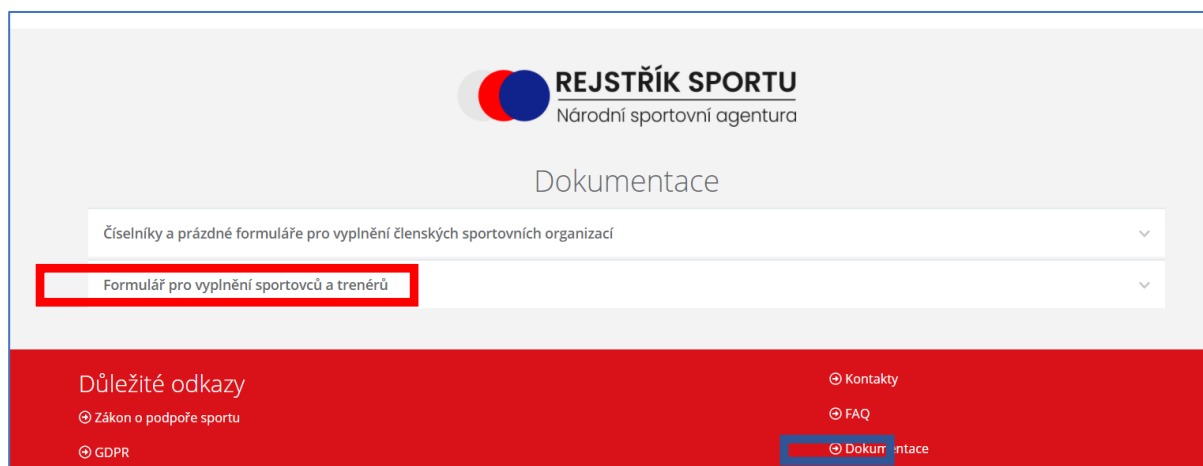 REJSTŘÍK SPORTU
Národní sportovní agentura
Dokumentace
Číselníky a prázdné formuláře pro vyplnění členských sportovních organizací
Formulář pro vyplnění sportovců a trenérů
Důležité odkazy
Zákon o podpoře sportu
GDPR
Kontakty
FAQ
Dokumentace